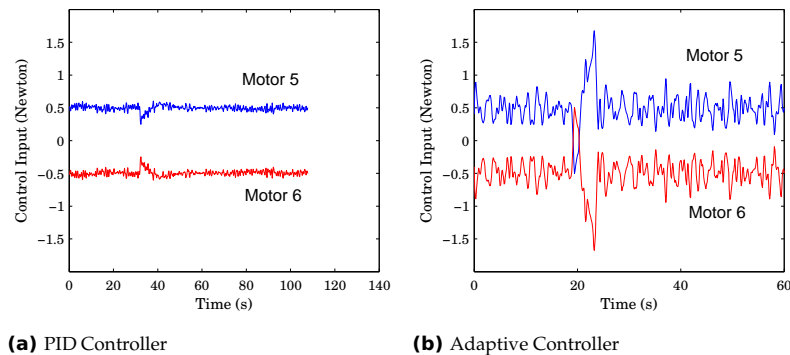 Control Input (Newton)
1.5
1
0.5
0
−0.5
−1
−1.5
Motor 5
Motor 6
0 20 40 60 80 100 120 140
Time (s)
(a) PID Controller
Control Input (Newton)
1.5
1
0.5
0
−0.5
−1
−1.5
Motor 5
Motor 6
0 20 40 60
Time (s)
(b) Adaptive Controller